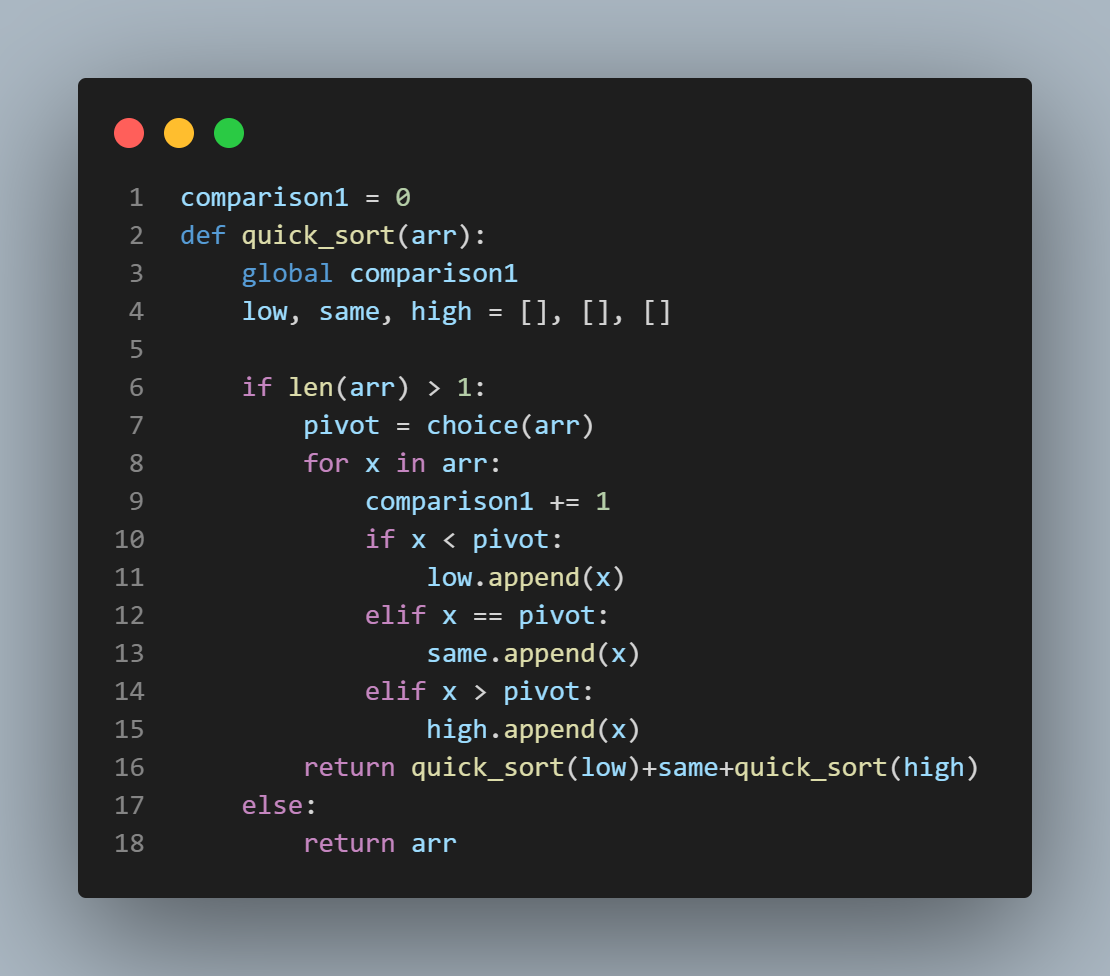 1 comparison1 = 0
2 def quick_sort(arr):
3     global comparison1
4     low, same, high = [], [], []
5
6     if len(arr) > 1:
7         pivot = choice(arr)
8         for x in arr:
9             comparison1 += 1
10             if x < pivot:
11                 low.append(x)
12             elif x == pivot:
13                 same.append(x)
14             elif x > pivot:
15                 high.append(x)
16         return quick_sort(low)+same+quick_sort(high)
17     else:
18         return arr